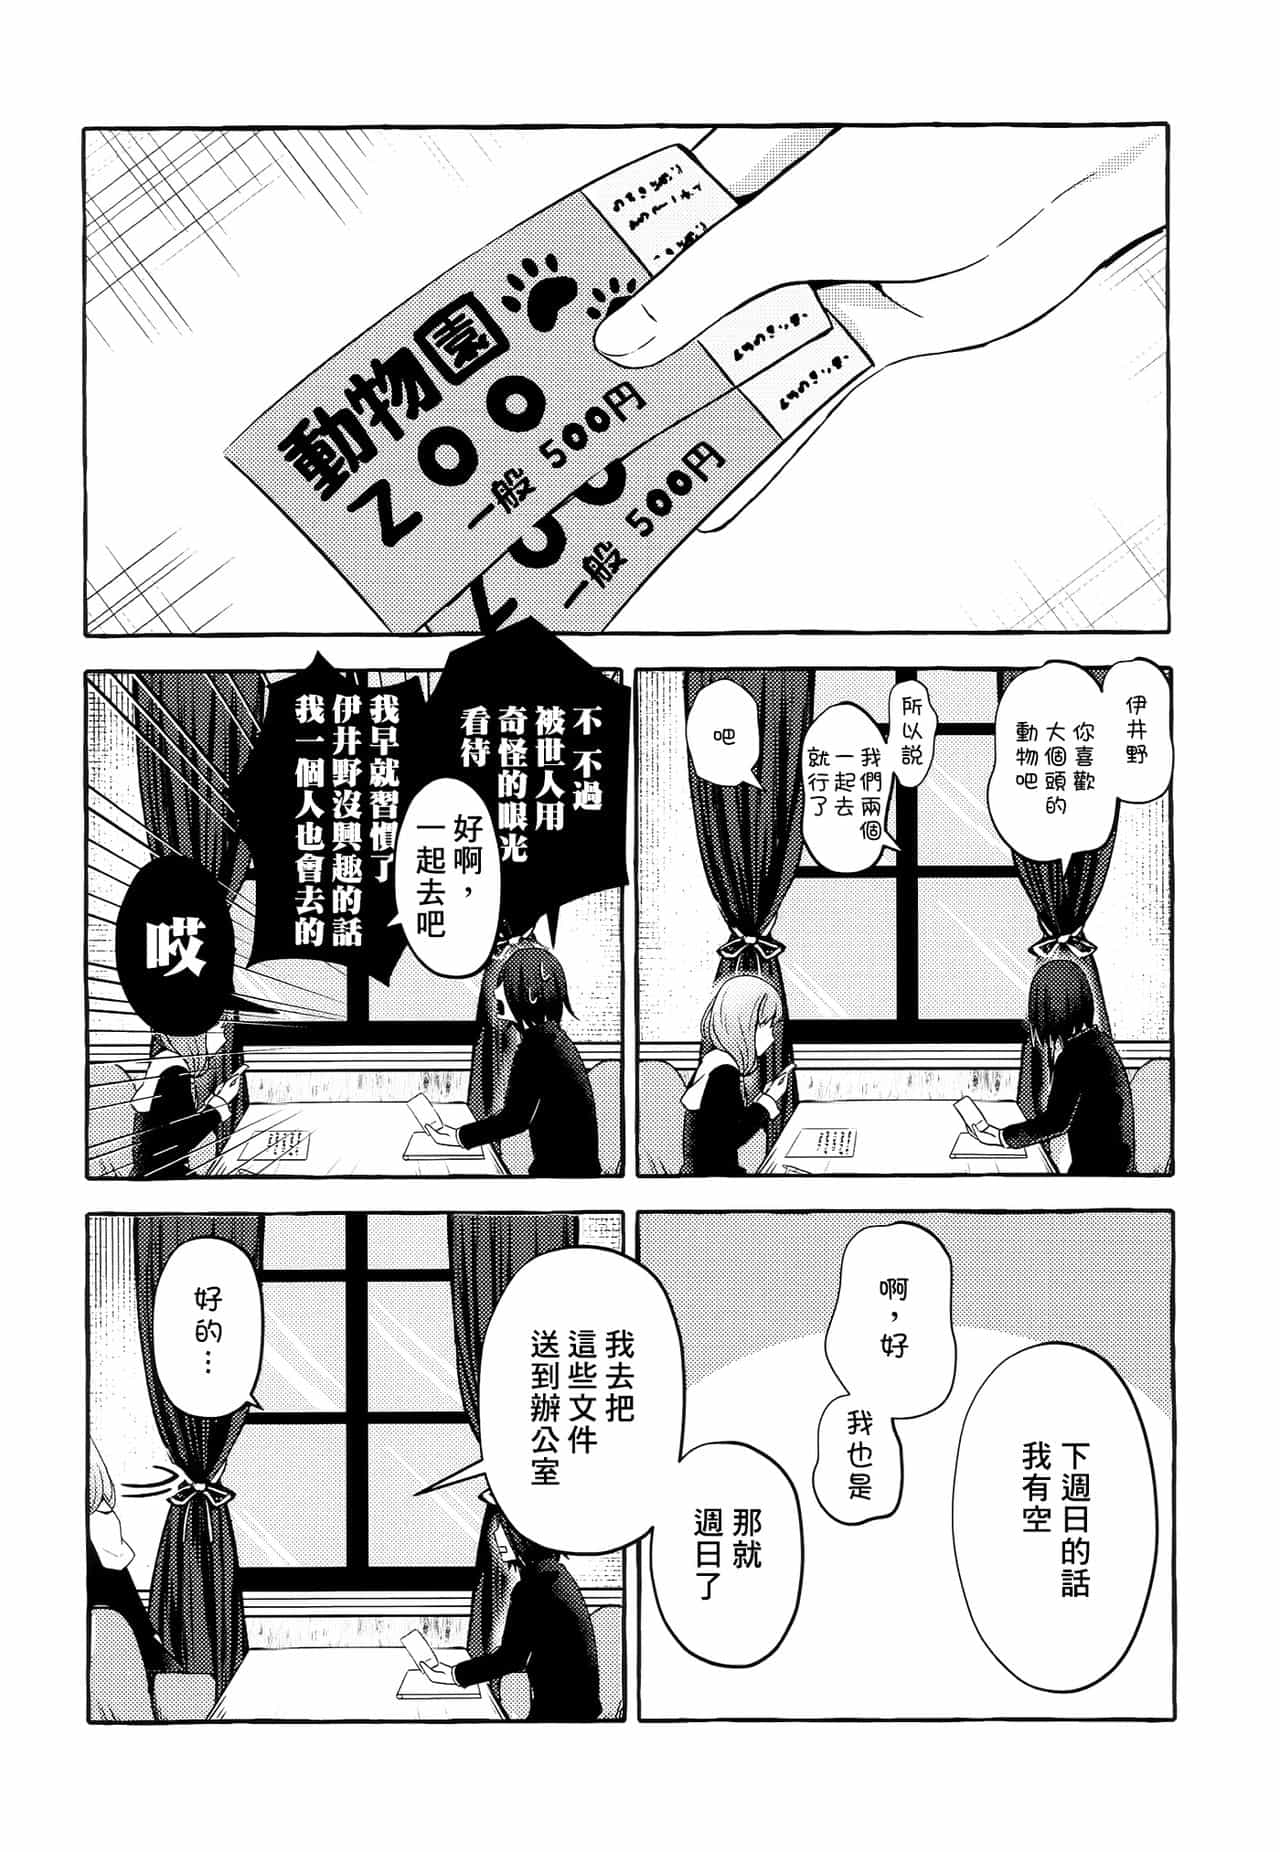 動物園
ZOO
一般 500円
一般 500円
伊井野
你喜歡
大個頭的
動物吧
所以說
我們兩個
一起去
就行了
吧
不 不過
被世人用
奇怪的眼光
看待
好啊，
一起去吧
我早就習慣了
伊井野沒興趣的話
我一個人也會去的
哎
下週日的話
我有空
啊，好
我也是
那就
週日了
我去把
這些文件
送到辦公室
好的…